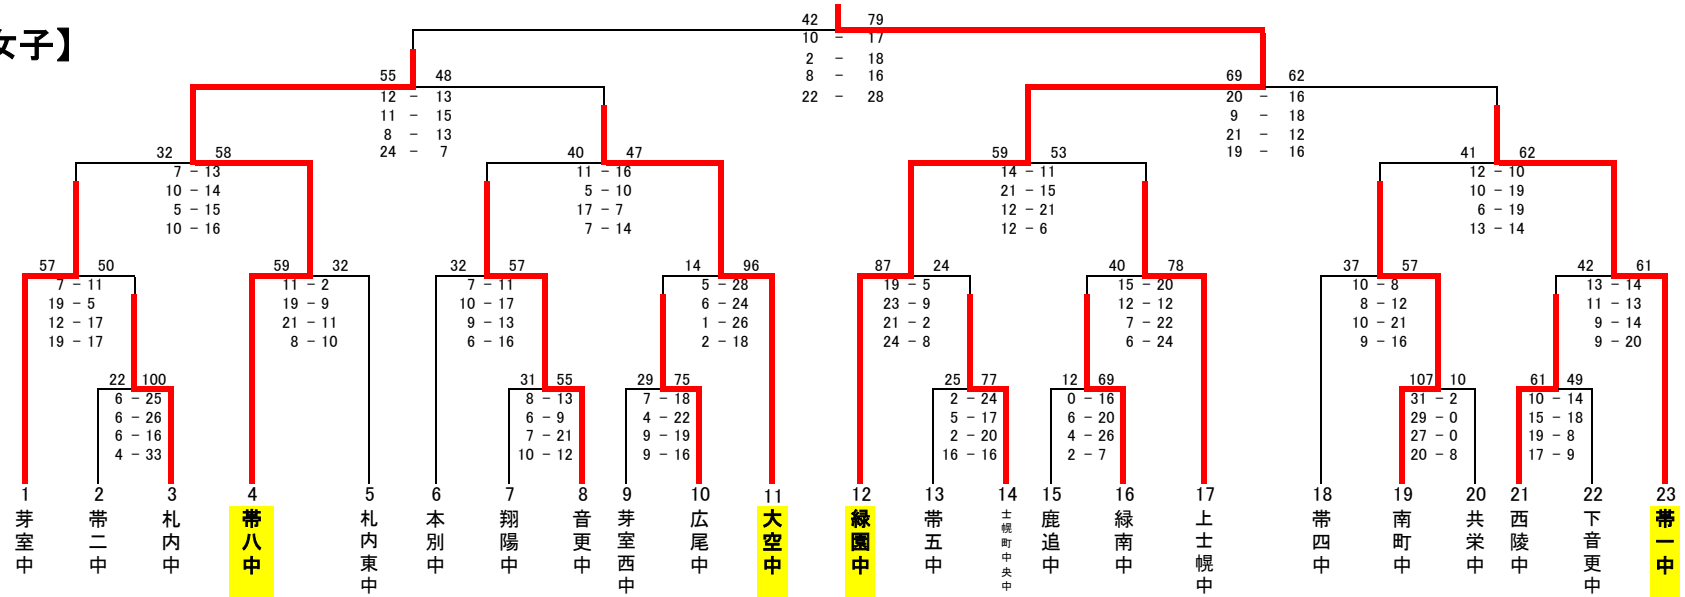 女子】
42 79
10 - 17
2 - 18
8 - 16
22 - 28
55 48
12 - 13
11 - 15
8 - 13
24 - 7
69 62
20 - 16
9 - 18
21 - 12
19 - 16
32 58
7 - 13
10 - 14
5 - 15
10 - 16
40 47
11 - 16
5 - 10
17 - 7
7 - 14
59 53
14 - 11
21 - 15
12 - 21
12 - 6
41 62
12 - 10
10 - 19
6 - 19
13 - 14
57 50
7 - 11
19 - 5
12 - 17
19 - 17
59 32
11 - 2
19 - 9
21 - 11
8 - 10
32 57
7 - 11
10 - 17
9 - 13
6 - 16
14 96
5 - 28
6 - 24
1 - 26
2 - 18
87 24
19 - 5
23 - 9
21 - 2
24 - 8
40 78
15 - 20
12 - 12
7 - 22
6 - 24
37 57
10 - 8
8 - 12
10 - 21
9 - 16
42 61
13 - 14
11 - 13
9 - 14
9 - 20
22 100
6 - 25
6 - 26
6 - 16
4 - 33
31 55
8 - 13
6 - 9
7 - 21
10 - 12
29 75
7 - 18
4 - 22
9 - 19
9 - 16
25 77
2 - 24
5 - 17
2 - 20
16 - 16
12 69
0 - 16
6 - 20
4 - 26
2 - 7
107 10
31 - 2
29 - 0
27 - 0
20 - 8
61 49
10 - 14
15 - 18
19 - 8
17 - 9
1 2 3 4 5 6 7 8 9 10 11 12 13 14 15 16 17 18 19 20 21 22 23
芽室中
帯二中
札内中
帯八中
札内東中
本別中
翔陽中
音更中
芽室西中
広尾中
大空中
緑園中
帯五中
士幌町中央中
鹿追中
緑南中
上士幌中
帯四中
南町中
共栄中
西陵中
下音更中
帯一中